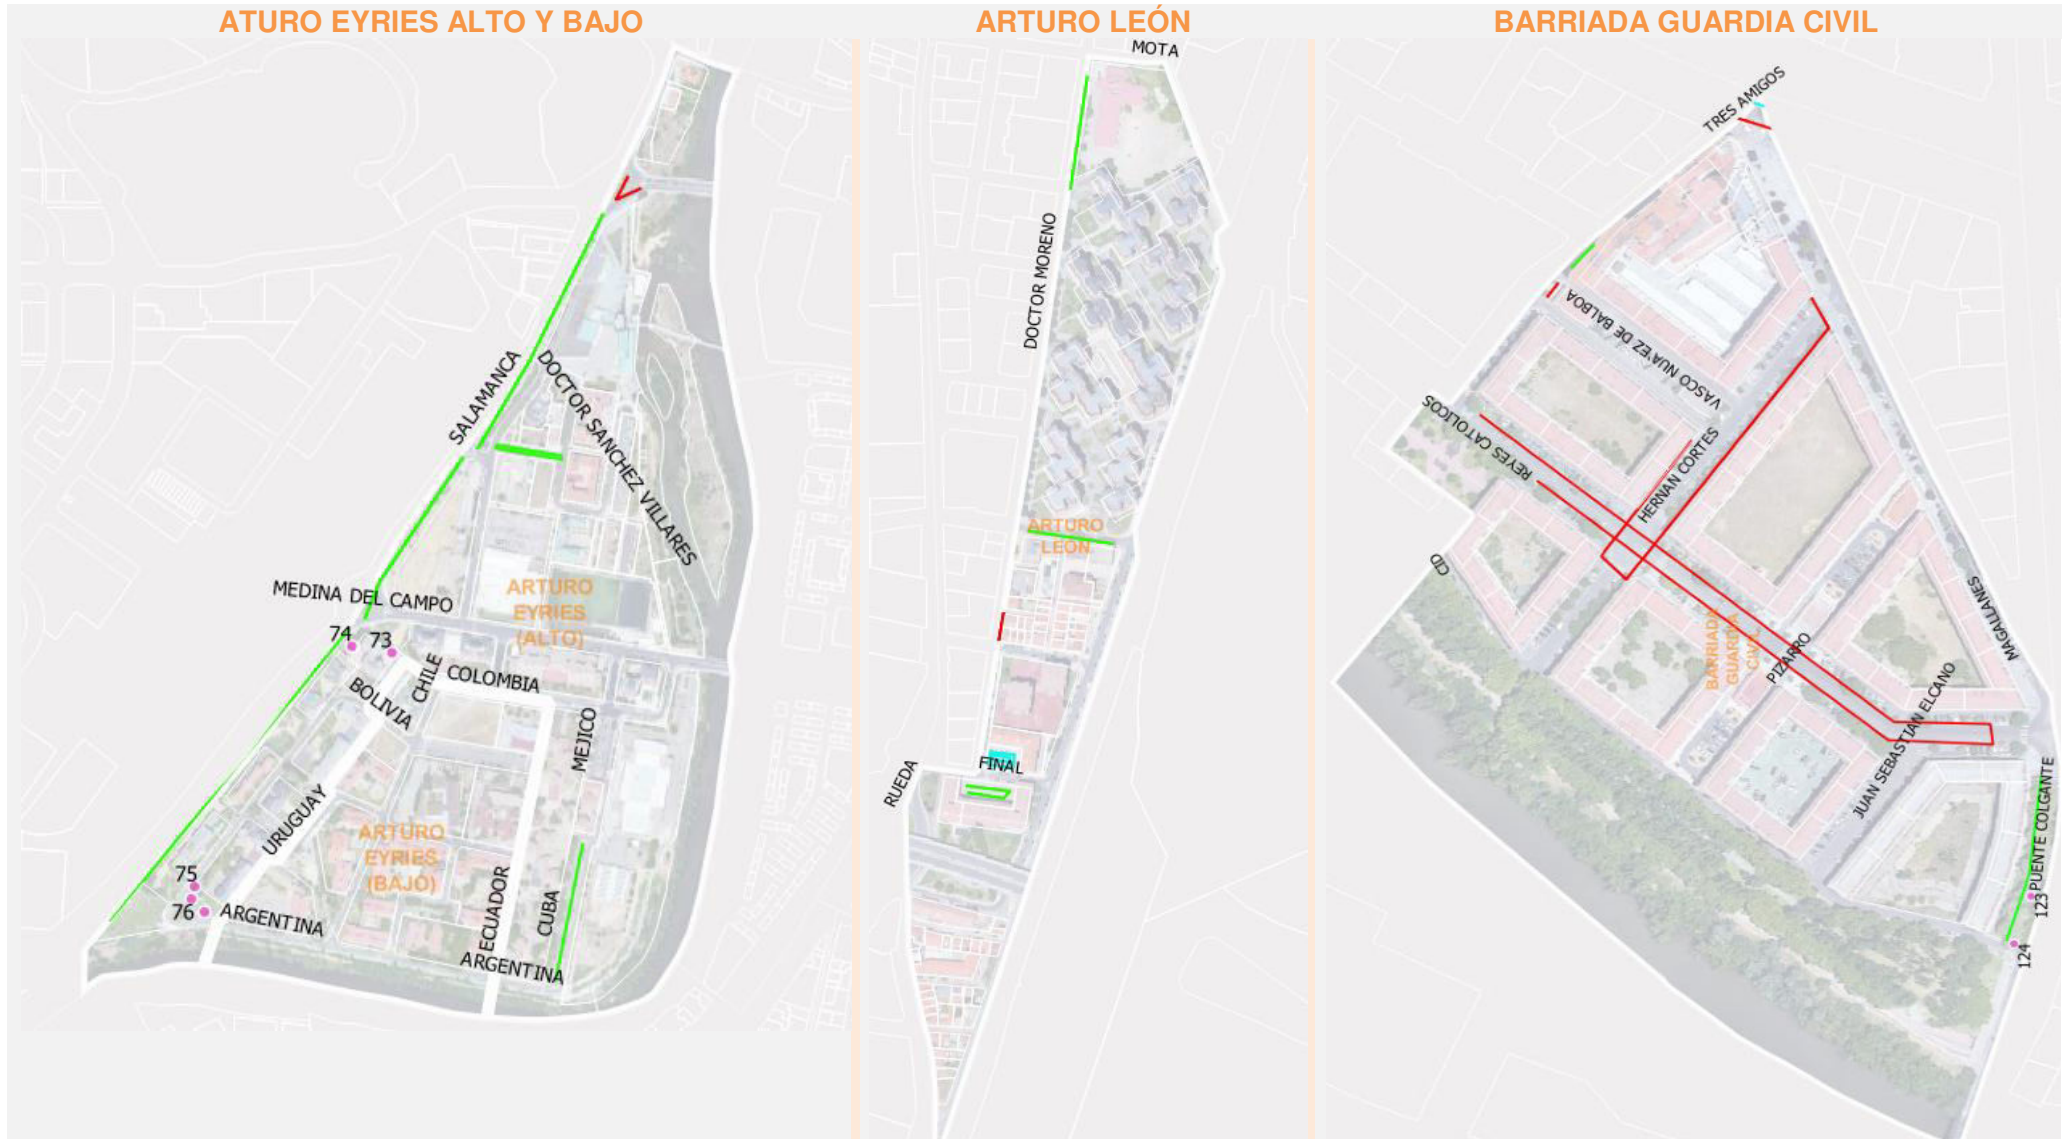 ATURO EYRIES ALTO Y BAJO
SALAMANCA
DOCTOR SANCHEZ VILLARES
MEDINA DEL CAMPO
ARTURO
EYRIES
(ALTO)
74
73
CHILE
COLOMBIA
BOLIVIA
MEJICO
URUGUAY
ARTURO
EYRIES
(BAJO)
75
76
ARGENTINA
ECUADOR
CUBA
ARGENTINA
ARTURO LEÓN
MOTA
DOCTOR MORENO
ARTURO
LEÓN
FINAL
RUEDA
BARRIADA GUARDIA CIVIL
TRES AMIGOS
VASCO NUA'EZ DE BALBOA
REYES CATOLICOS
HERNAN CORTES
CID
MAGALLANES
BARRIADA
GUARDIA
CIVIL
PIZARRO
JUAN SEBASTIAN ELCANO
PUENTE COLGANTE
123
124